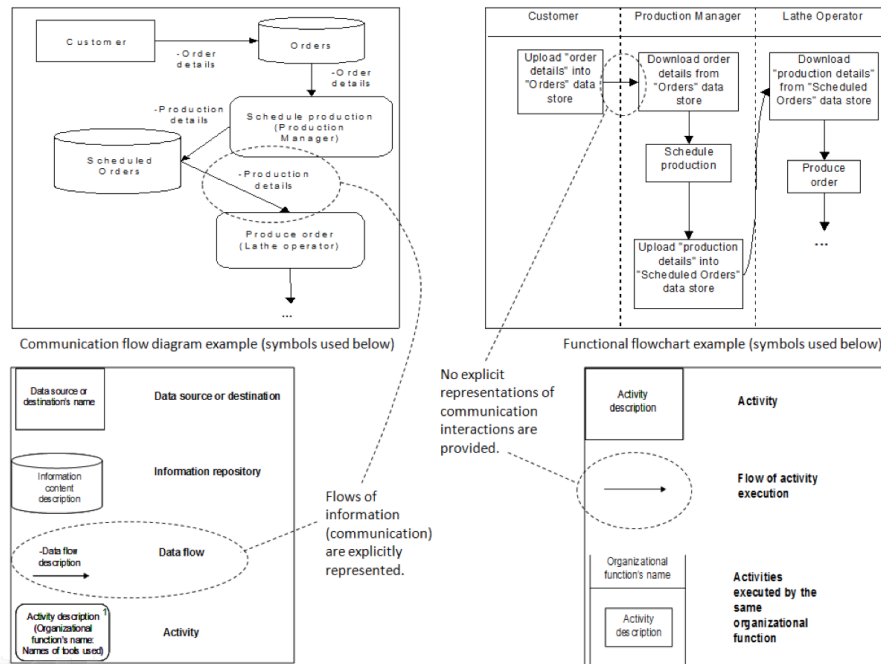 Customer
-Order
details
Orders
-Order
details
-Production
details
Schedule production
(Production
Manager)
Scheduled
Orders
-Production
details
Produce order
(Lathe operator)
...
Communication flow diagram example (symbols used below)
Customer
Production Manager
Lathe Operator
Upload "order
details" into
"Orders" data
store
Download order
details from
"Orders" data
store
Download
"production details"
from "Scheduled
Orders" data store
Schedule
production
Produce
order
...
Upload "production
details" into
"Scheduled Orders"
data store
Functional flowchart example (symbols used below)
Data source or
destination's name
Data source or destination
Information
content
description
Information repository
-Data flow
description
Data flow
Activity description 1
(Organizational
function's name:
Names of tools used)
Activity
Flows of
information
(communication)
are explicitly
represented.
No explicit
representations of
communication
interactions are
provided.
Activity
description
Activity
Flow of activity
execution
Organizational
function's name
Activity
description
Activities
executed by the
same
organizational
function